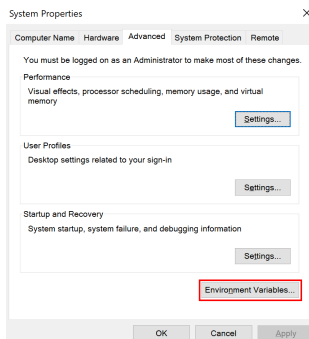 System Properties
Computer Name Hardware Advanced System Protection Remote
You must be logged on as an Administrator to make most of these changes.
Performance
Visual effects, processor scheduling, memory usage, and virtual
memory
Settings...
User Profiles
Desktop settings related to your sign-in
Settings...
Startup and Recovery
System startup, system failure, and debugging information
Settings...
Environment Variables...
OK Cancel Apply